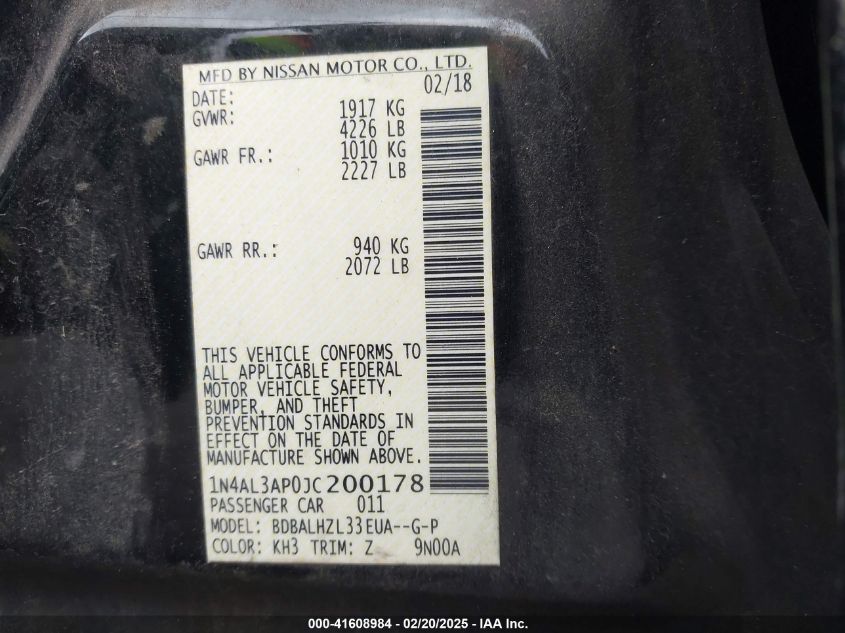 MFD BY NISSAN MOTOR CO., LTD.
DATE: 02/18
GVWR: 1917 KG
4226 LB
GAWR FR.: 1010 KG
2227 LB
GAWR RR.: 940 KG
2072 LB
THIS VEHICLE CONFORMS TO
ALL APPLICABLE FEDERAL
MOTOR VEHICLE SAFETY,
BUMPER, AND THEFT
PREVENTION STANDARDS IN
EFFECT ON THE DATE OF
MANUFACTURE SHOWN ABOVE.
1N4AL3AP0JC200178
PASSENGER CAR 011
MODEL: BDBALHZL33EUA--G-P
COLOR: KH3 TRIM: Z 9N00A
000-41608984 - 02/20/2025 - IAA Inc.